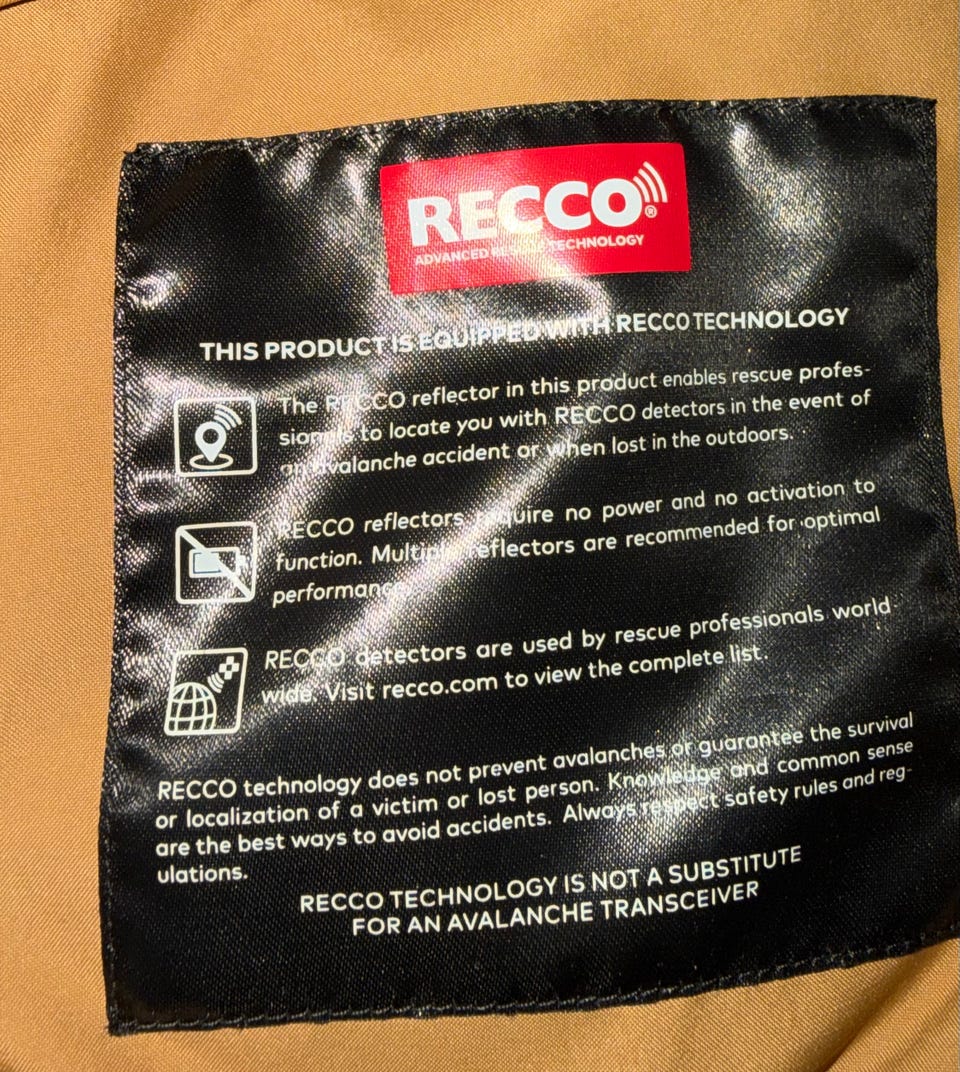 RECCO®
ADVANCED RESCUE TECHNOLOGY
THIS PRODUCT IS EQUIPPED WITH RECCO TECHNOLOGY
The RECCO reflector in this product enables rescue profes-
sionals to locate you with RECCO detectors in the event of
an avalanche accident or when lost in the outdoors.
RECCO reflectors require no power and no activation to
function. Multiple reflectors are recommended for optimal
performance.
RECCO detectors are used by rescue professionals world-
wide. Visit recco.com to view the complete list.
RECCO technology does not prevent avalanches or guarantee the survival
or localization of a victim or lost person. Knowledge and common sense
are the best ways to avoid accidents. Always respect safety rules and reg-
ulations.
RECCO TECHNOLOGY IS NOT A SUBSTITUTE
FOR AN AVALANCHE TRANSCEIVER